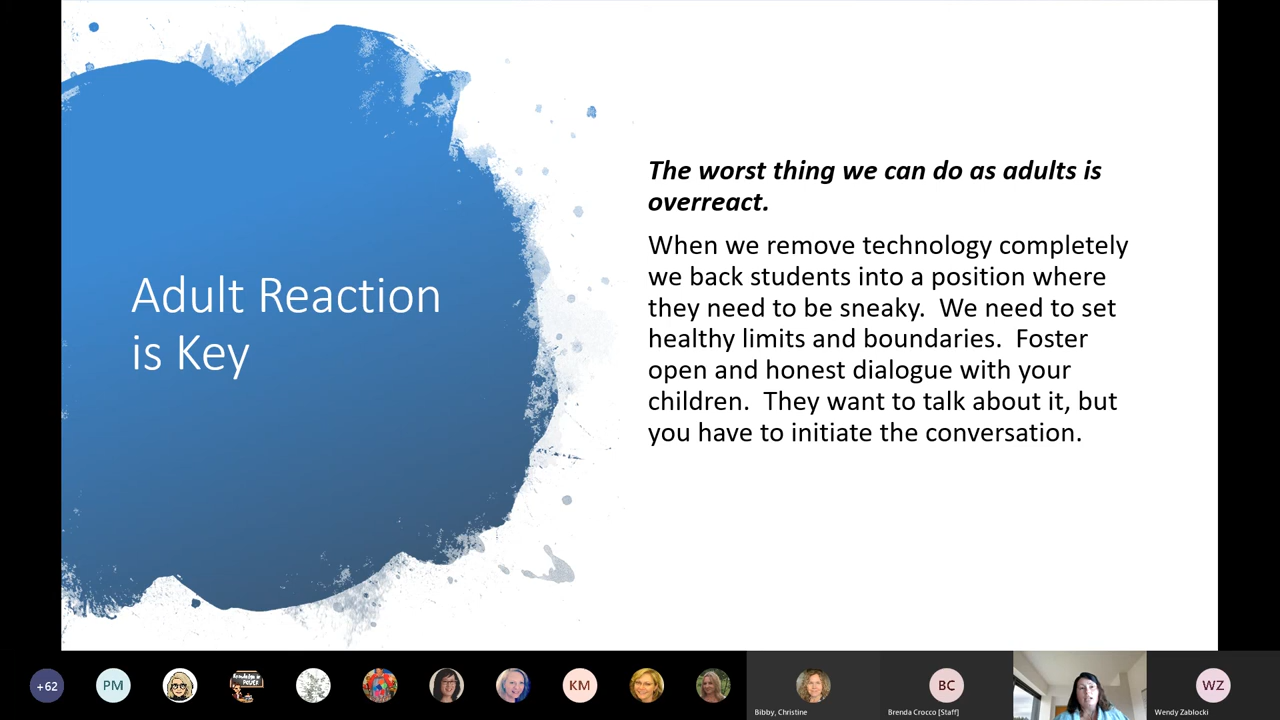 Adult Reaction
is Key
The worst thing we can do as adults is
overreact.
When we remove technology completely
we back students into a position where
they need to be sneaky.  We need to set
healthy limits and boundaries.  Foster
open and honest dialogue with your
children.  They want to talk about it, but
you have to initiate the conversation.
+62
PM
KM
BC
WZ
Bibby, Christine
Brenda Crocco [Staff]
Wendy Zablocki